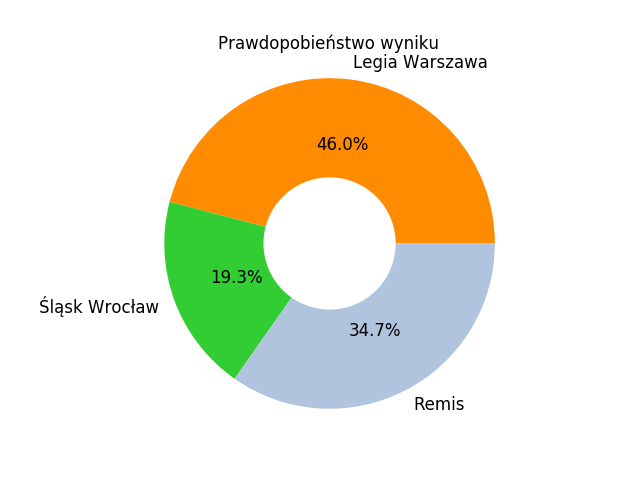 Prawdopobieństwo wyniku
Legia Warszawa
46.0%
19.3%
Śląsk Wrocław
34.7%
Remis